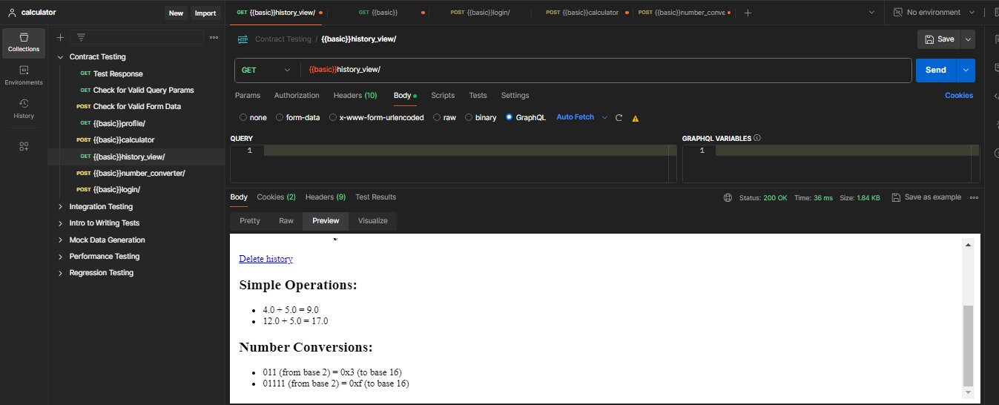 calculator
New
Import
GET {{basic}}history_view/
GET {{basic}}
POST {{basic}}login/
POST {{basic}}calculator
POST {{basic}}number_conve
No environment
Collections
Environments
History
Contract Testing
GET Test Response
GET Check for Valid Query Params
POST Check for Valid Form Data
GET {{basic}}profile/
POST {{basic}}calculator
GET {{basic}}history_view/
POST {{basic}}number_converter/
POST {{basic}}login/
Integration Testing
Intro to Writing Tests
Mock Data Generation
Performance Testing
Regression Testing
HTTP Contract Testing / {{basic}}history_view/
Save
GET {{basic}}history_view/
Send
Params Authorization Headers (10) Body Scripts Tests Settings Cookies
none form-data x-www-form-urlencoded raw binary GraphQL Auto Fetch
QUERY
1
GRAPHQL VARIABLES
1
Body Cookies (2) Headers (9) Test Results
Status: 200 OK Time: 36 ms Size: 1.84 KB Save as example
Pretty Raw Preview Visualize
Delete history
Simple Operations:
4.0 + 5.0 = 9.0
12.0 + 5.0 = 17.0
Number Conversions:
011 (from base 2) = 0x3 (to base 16)
01111 (from base 2) = 0xf (to base 16)